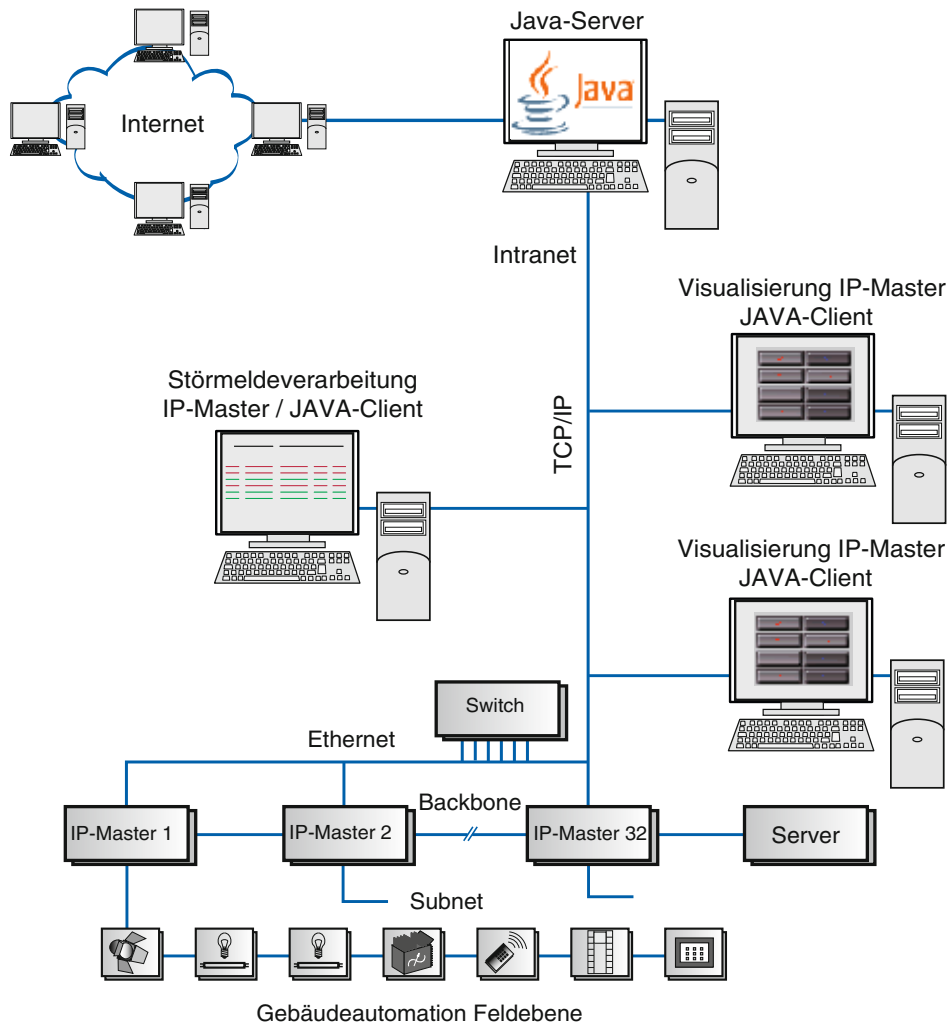 Java-Server
Java
Internet
Intranet
Visualisierung IP-Master
JAVA-Client
Störmeldeverarbeitung
IP-Master / JAVA-Client
TCP/IP
Visualisierung IP-Master
JAVA-Client
Switch
Ethernet
Backbone
IP-Master 1
IP-Master 2
IP-Master 32
Server
Subnet
Gebäudeautomation Feldebene